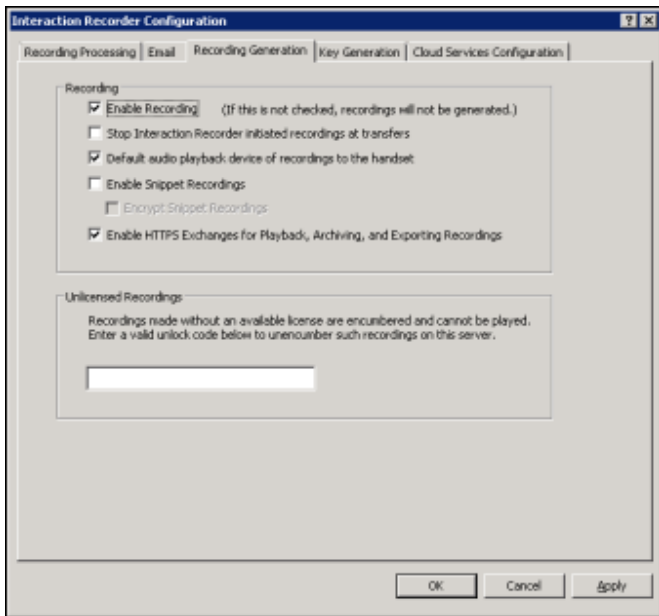 Interaction Recorder Configuration
Recording Processing
Email
Recording Generation
Key Generation
Cloud Services Configuration
Recording
Enable Recording
(If this is not checked, recordings will not be generated.)
Stop Interaction Recorder initiated recordings at transfers
Default audio playback device of recordings to the handset
Enable Snippet Recordings
Encrypt Snippet Recordings
Enable HTTPS Exchanges for Playback, Archiving, and Exporting Recordings
Unlicensed Recordings
Recordings made without an available license are encumbered and cannot be played.
Enter a valid unlock code below to unencumber such recordings on this server.
OK
Cancel
Apply